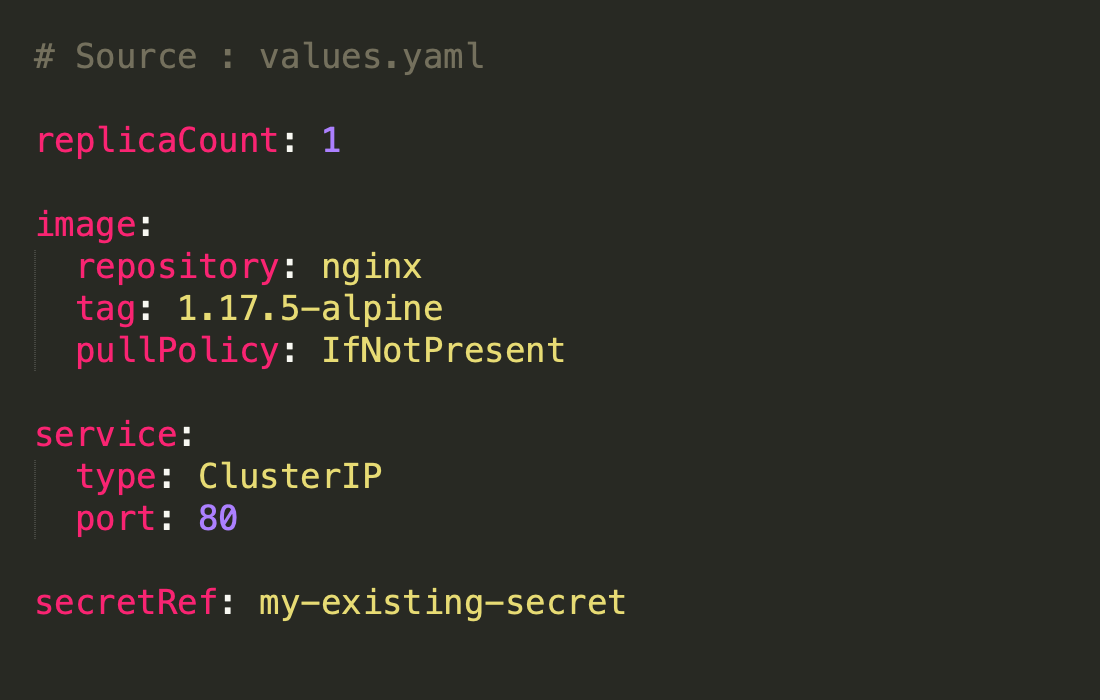 # Source : values.yaml
replicaCount: 1
image:
  repository: nginx
  tag: 1.17.5-alpine
  pullPolicy: IfNotPresent
service:
  type: ClusterIP
  port: 80
secretRef: my-existing-secret